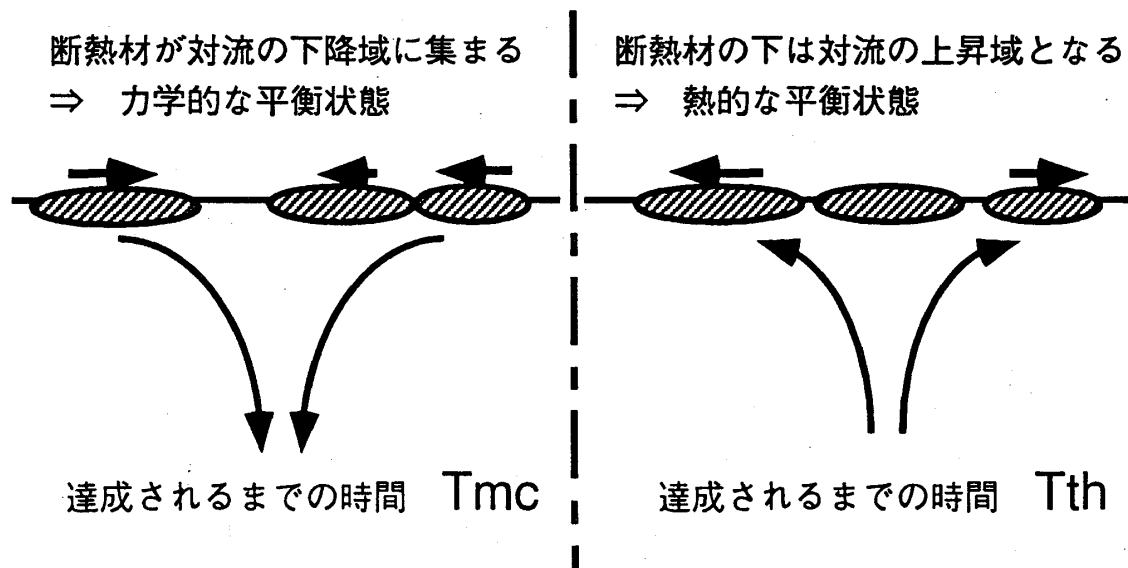 断熱材が対流の下降域に集まる
⇒ 力学的な平衡状態
達成されるまでの時間 Tmc
断熱材の下は対流の上昇域となる
⇒ 熱的な平衡状態
達成されるまでの時間 Tth